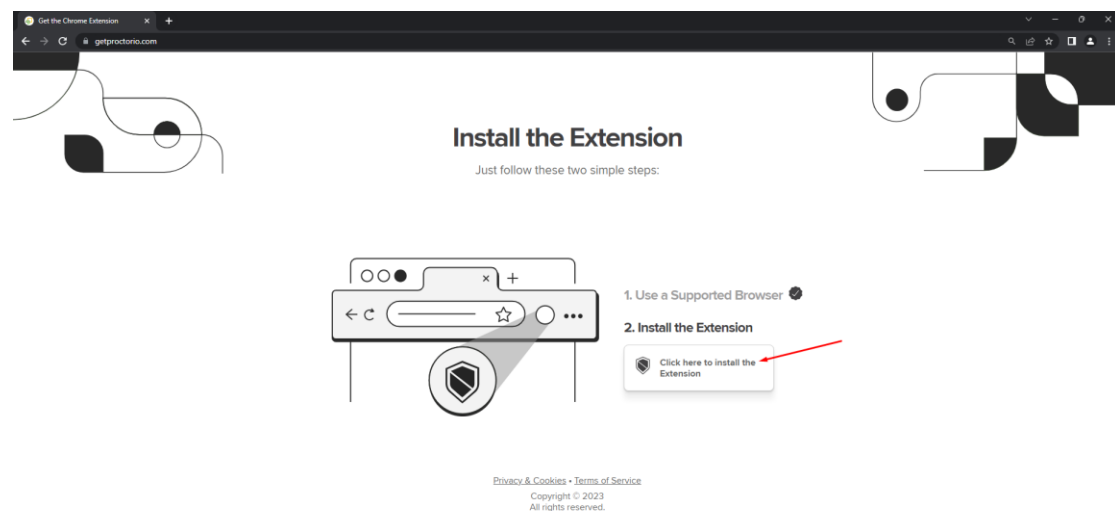 Get the Chrome Extension
getproctorio.com
Install the Extension
Just follow these two simple steps:
1. Use a Supported Browser
2. Install the Extension
Click here to install the
Extension
Privacy & Cookies • Terms of Service
Copyright © 2023
All rights reserved.